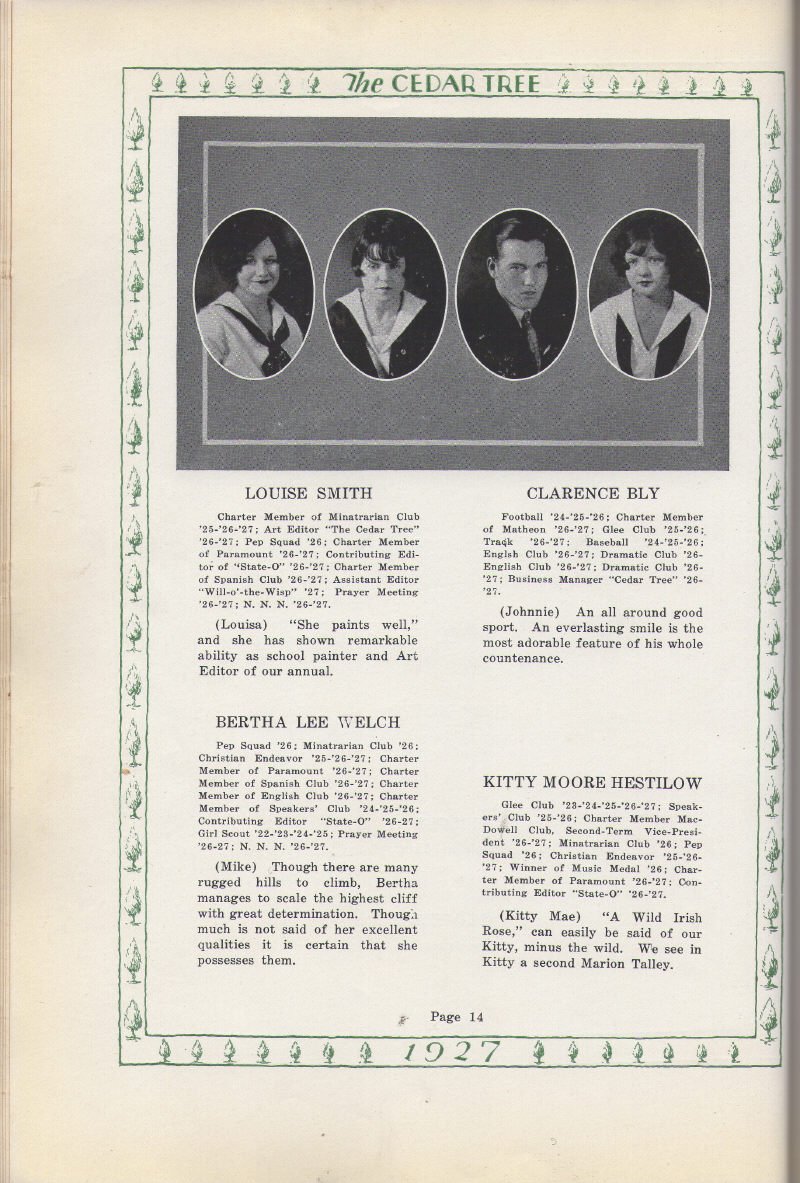 The CEDAR TREE
LOUISE SMITH
Charter Member of Minatrarian Club
'25-'26-'27; Art Editor "The Cedar Tree"
'26-'27; Pep Squad '26; Charter Member
of Paramount '26-'27; Contributing Edi-
tor of "State-O" '26-'27; Charter Member
of Spanish Club '26-'27; Assistant Editor
"Will-o'-the-Wisp" '27; Prayer Meeting
'26-'27; N. N. N. '26-'27.
(Louisa) "She paints well,"
and she has shown remarkable
ability as school painter and Art
Editor of our annual.
BERTHA LEE WELCH
Pep Squad '26; Minatrarian Club '26;
Christian Endeavor '25-'26-'27; Charter
Member of Paramount '26-'27; Charter
Member of Spanish Club '26-'27; Charter
Member of English Club '26-'27; Charter
Member of Speakers' Club '24-'25-'26;
Contributing Editor "State-O" '26-27;
Girl Scout '22-'23-'24-'25; Prayer Meeting
'26-27; N. N. N. '26-'27.
(Mike) Though there are many
rugged hills to climb, Bertha
manages to scale the highest cliff
with great determination. Though
much is not said of her excellent
qualities it is certain that she
possesses them.
CLARENCE BLY
Football '24-'25-'26; Charter Member
of Matheon '26-'27; Glee Club '25-'26;
Traqk '26-'27; Baseball '24-'25-'26;
Englsh Club '26-'27; Dramatic Club '26-
English Club '26-'27; Dramatic Club '26-
'27; Business Manager "Cedar Tree" '26-
'27.
(Johnnie) An all around good
sport. An everlasting smile is the
most adorable feature of his whole
countenance.
KITTY MOORE HESTILOW
Glee Club '23-'24-'25-'26-'27; Speak-
ers' Club '25-'26; Charter Member Mac-
Dowell Club, Second-Term Vice-Presi-
dent '26-'27; Minatrarian Club '26; Pep
Squad '26; Christian Endeavor '25-'26-
'27; Winner of Music Medal '26; Char-
ter Member of Paramount '26-'27; Con-
tributing Editor "State-O" '26-'27.
(Kitty Mae) "A Wild Irish
Rose," can easily be said of our
Kitty, minus the wild. We see in
Kitty a second Marion Talley.
Page 14
1927